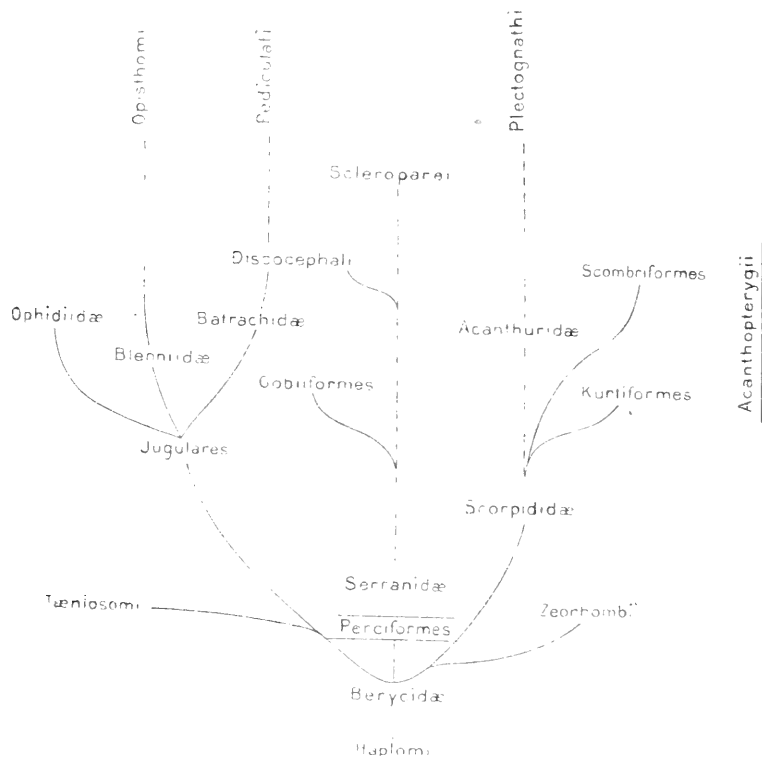 Opisthomi
Pediculati
Plectognathi
Scleroparei
Discocephali
Scombriformes
Acanthopterygii
Ophidiidæ
Batrachidæ
Acanthuridæ
Blenniidæ
Gobiiformes
Kurtiformes
Jugulares
Scorpididæ
Serranidæ
Tæniosomi
Zeorhombi
Perciformes
Berycidæ
Haplomi